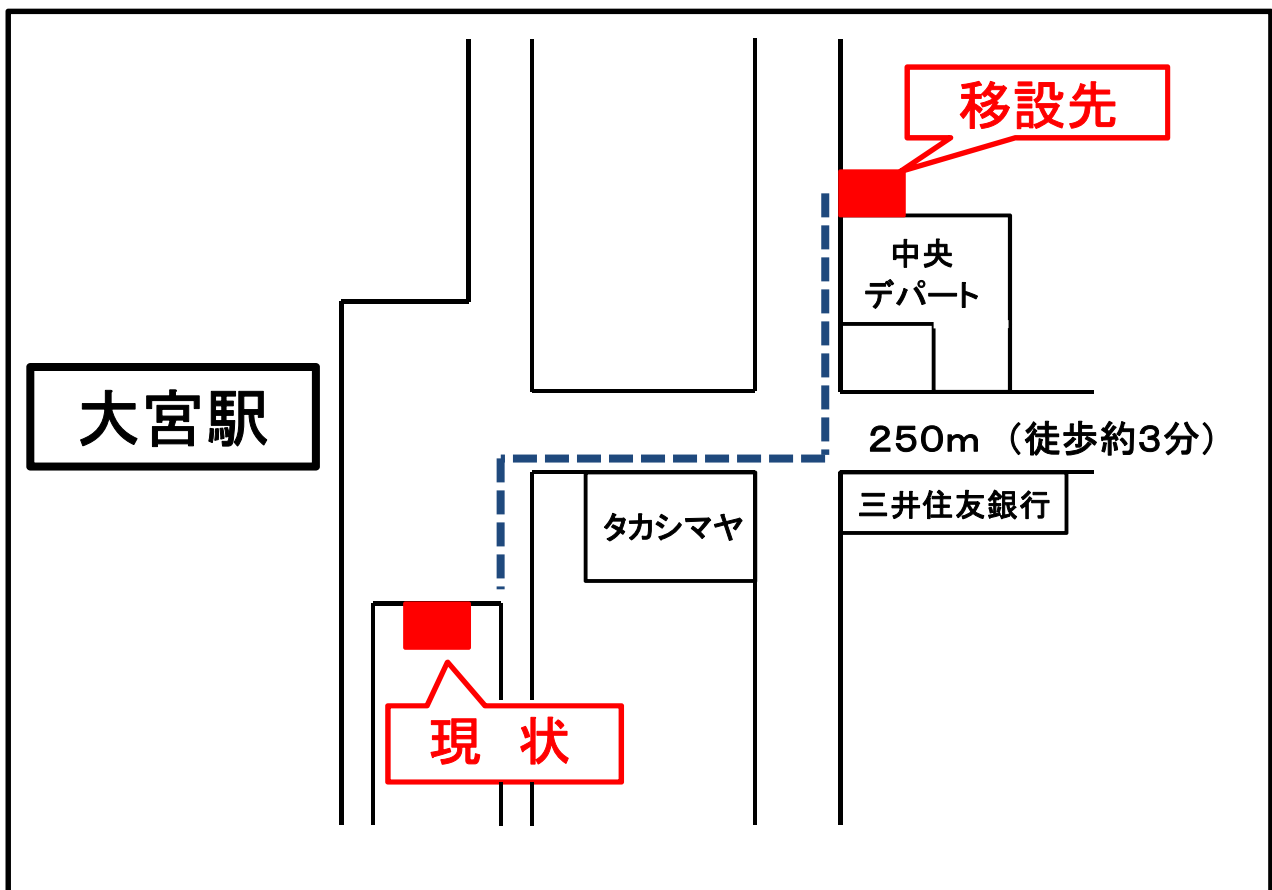 移設先
中央
デパート
大宮駅
250m（徒歩約3分）
タカシマヤ
三井住友銀行
現　状